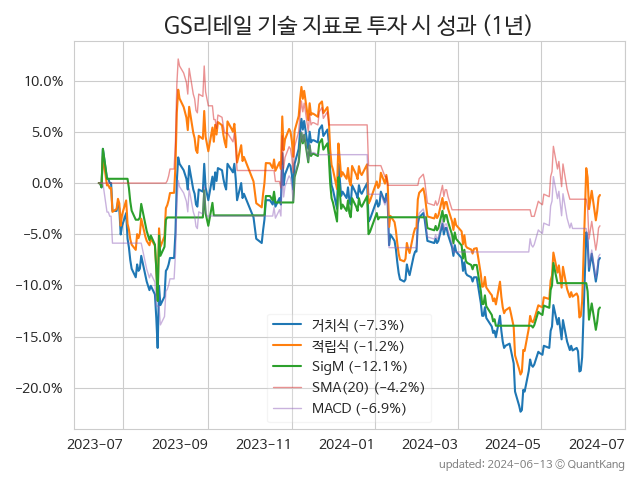 GS리테일 기술 지표로 투자 시 성과 (1년)
10.0%
5.0%
0.0%
−5.0%
−10.0%
−15.0%
−20.0%
거치식 (−7.3%)
적립식 (−1.2%)
SigM (−12.1%)
SMA(20) (−4.2%)
MACD (−6.9%)
2023-07 2023-09 2023-11 2024-01 2024-03 2024-05 2024-07
updated: 2024-06-13 © QuantKang